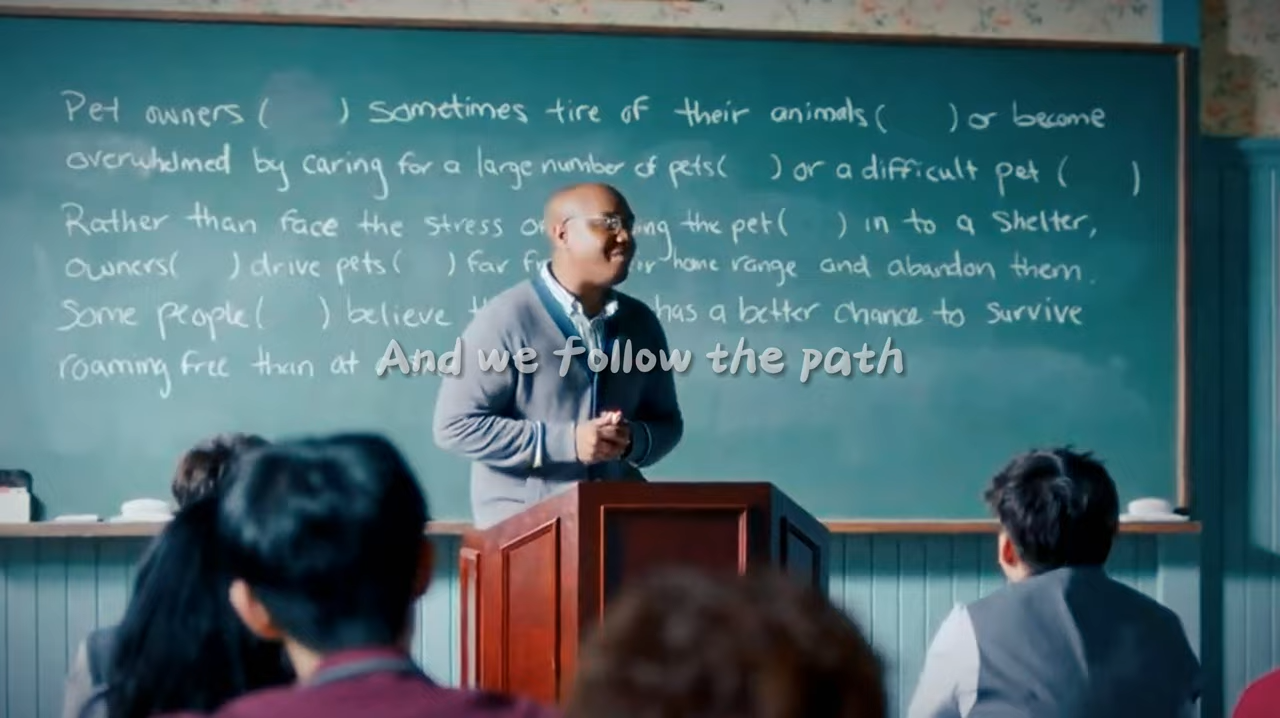 Pet owners ( ) sometimes tire of their animals ( ) or become
overwhelmed by caring for a large number of pets ( ) or a difficult pet ( )
Rather than face the stress the pet ( ) in to a Shelter,
owners ( ) drive pets ( ) far home range and abandon them.
Some people ( ) believe has a better chance to survive
roaming free than at
And we follow the path